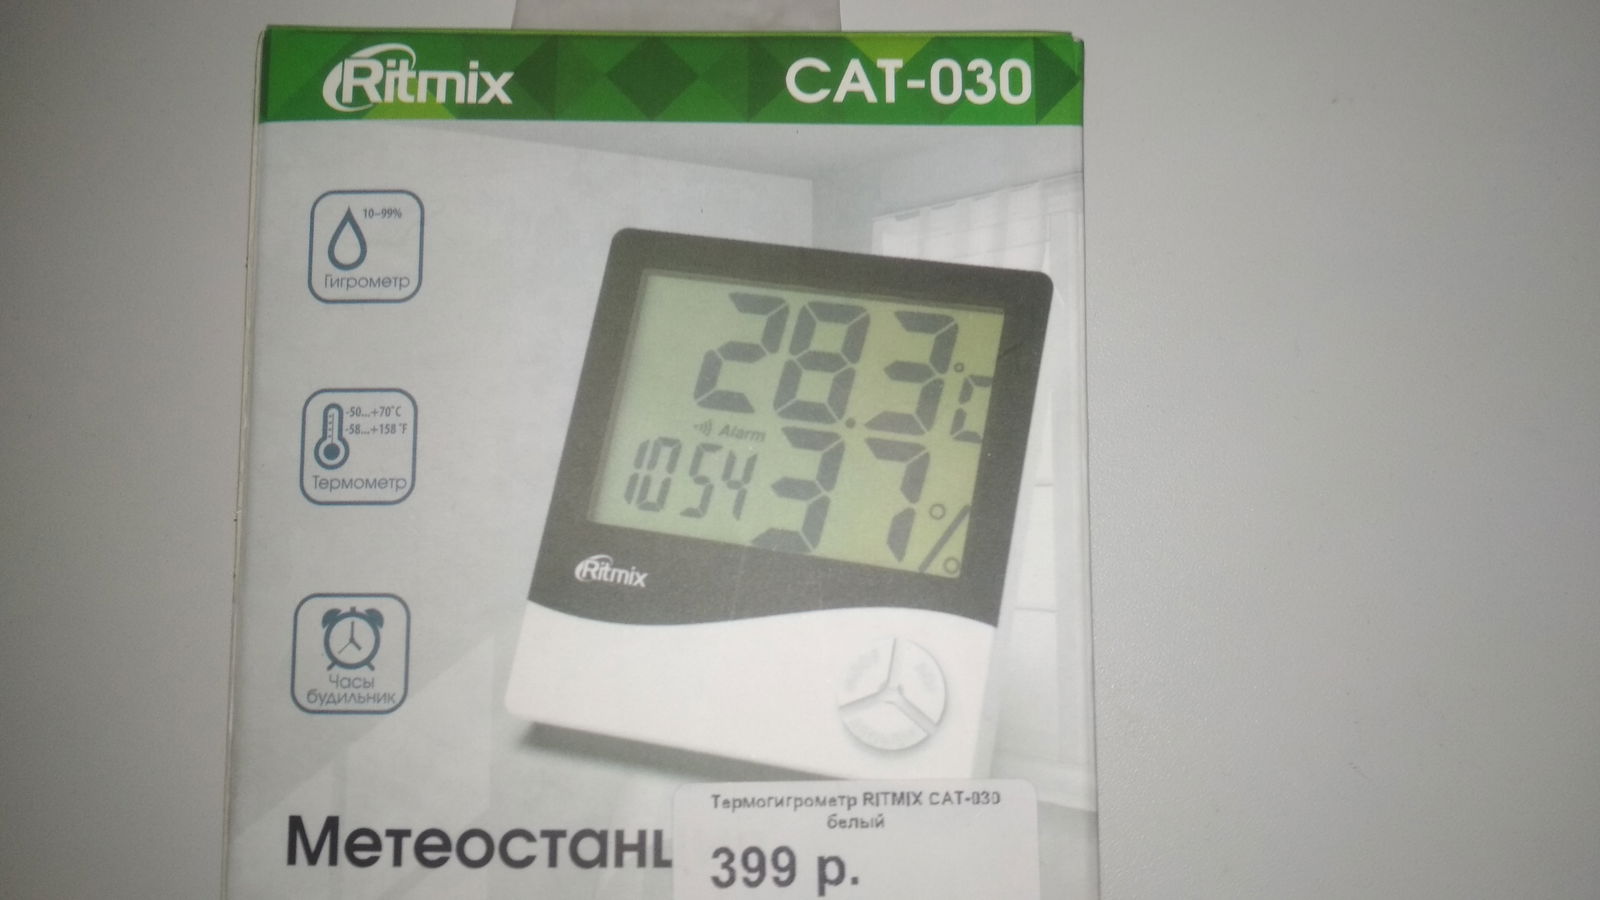 Ritmix CAT-030
10–99%
Гигрометр
-50...+70°C
-58...+158 °F
Термометр
Часы
будильник
28.3 °C
Alarm
10 54 37 %
Ritmix
Метеостанц
Термогигрометр RITMIX CAT-030
белый
399 р.